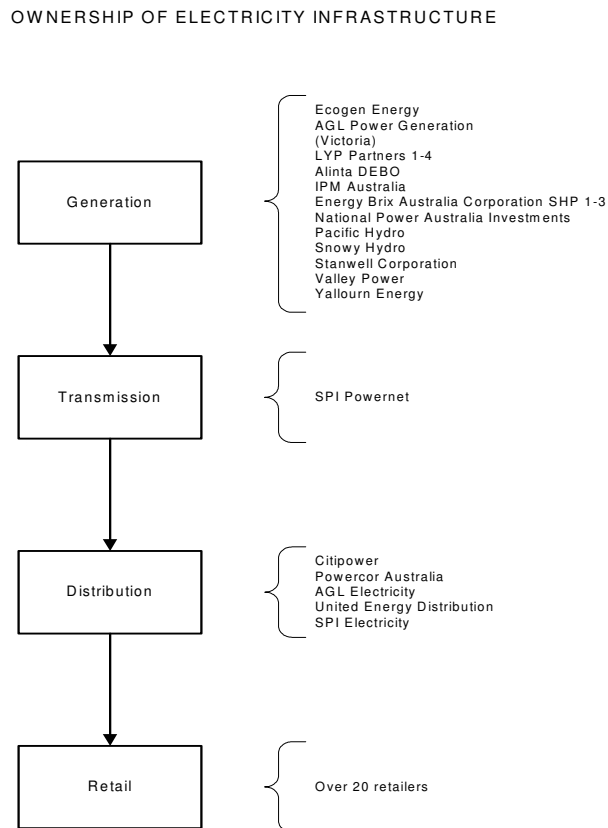 OWNERSHIP OF ELECTRICITY INFRASTRUCTURE
Generation
Ecogen Energy
AGL Power Generation
(Victoria)
LYP Partners 1-4
Alinta DEBO
IPM Australia
Energy Brix Australia Corporation SHP 1-3
National Power Australia Investments
Pacific Hydro
Snowy Hydro
Stanwell Corporation
Valley Power
Yallourn Energy
Transmission
SPI Powernet
Distribution
Citipower
Powercor Australia
AGL Electricity
United Energy Distribution
SPI Electricity
Retail
Over 20 retailers